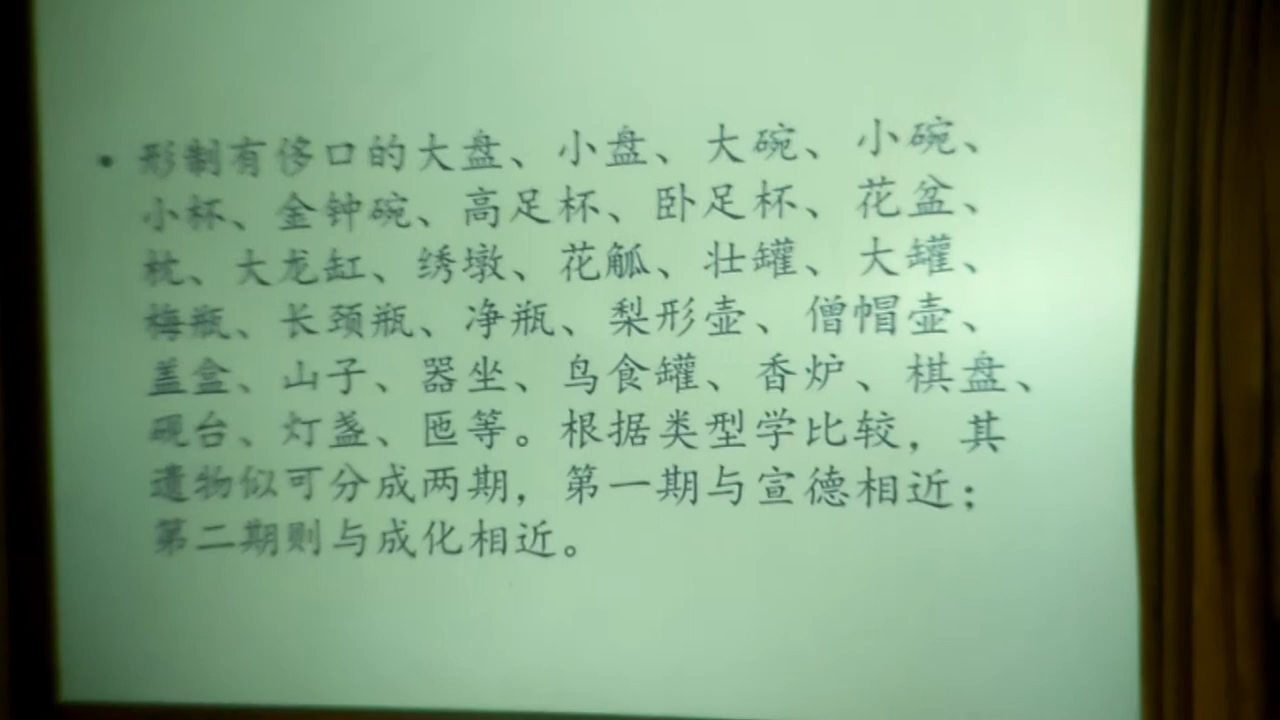 • 形制有侈口的大盘、小盘、大碗、小碗、
小杯、金钟碗、高足杯、卧足杯、花盆、
枕、大龙缸、绣墩、花觚、壮罐、大罐、
梅瓶、长颈瓶、净瓶、梨形壶、僧帽壶、
盖盒、山子、器坐、鸟食罐、香炉、棋盘、
砚台、灯盏、匜等。根据类型学比较，其
遗物似可分成两期，第一期与宣德相近；
第二期则与成化相近。